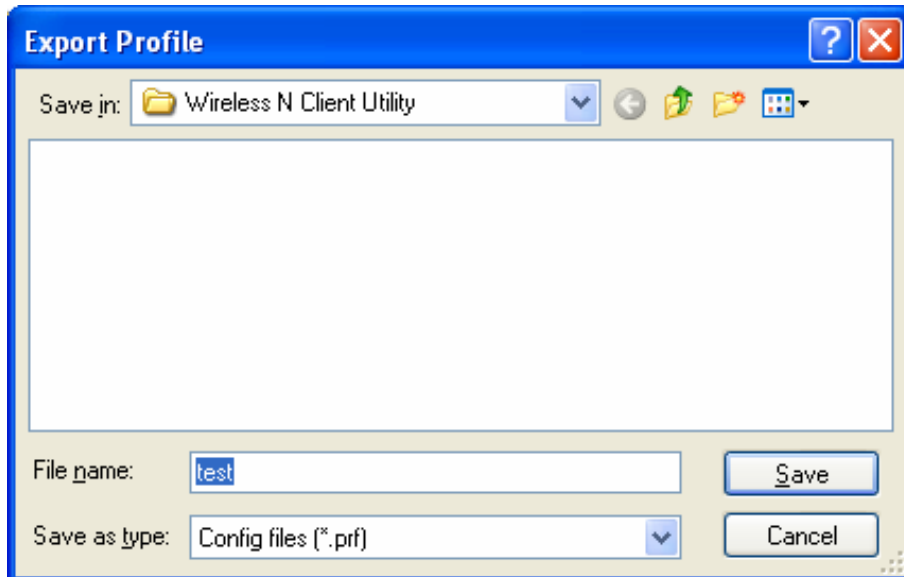 Export Profile
Save in: Wireless N Client Utility
File name: test Save
Save as type: Config files (*.prf) Cancel